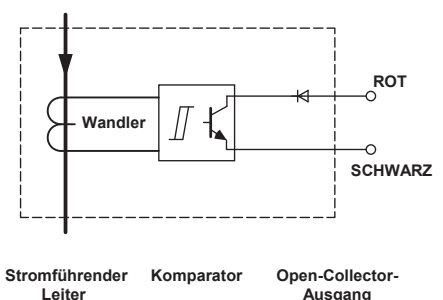 ROT
Wandler
SCHWARZ
Stromführender Leiter
Komparator
Open-Collector-
Ausgang